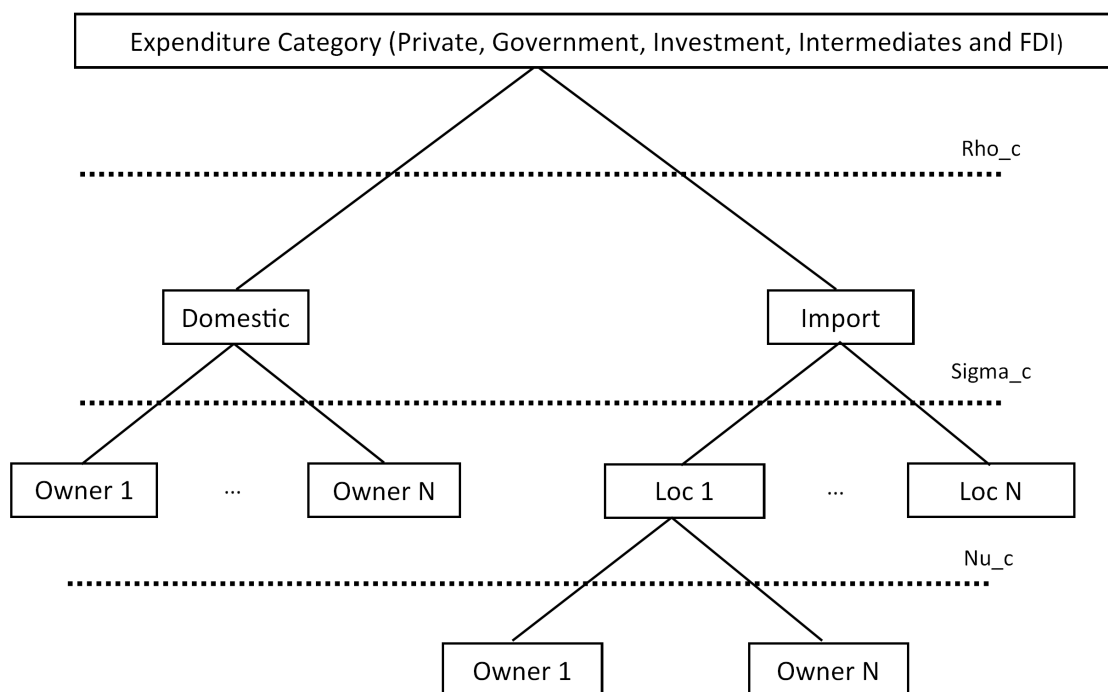 Expenditure Category (Private, Government, Investment, Intermediates and FDI)
Rho_c
Domestic
Import
Sigma_c
Owner 1
...
Owner N
Loc 1
...
Loc N
Nu_c
Owner 1
Owner N